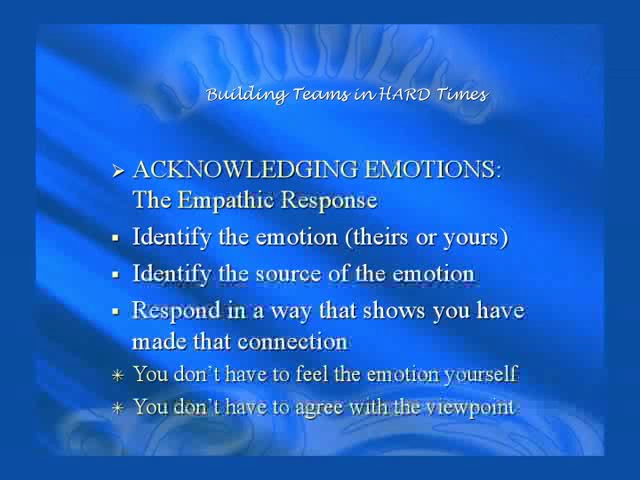 Building Teams in HARD Times
➢ ACKNOWLEDGING EMOTIONS:
The Empathic Response
▪ Identify the emotion (theirs or yours)
▪ Identify the source of the emotion
▪ Respond in a way that shows you have
made that connection
✳ You don't have to feel the emotion yourself
✳ You don't have to agree with the viewpoint